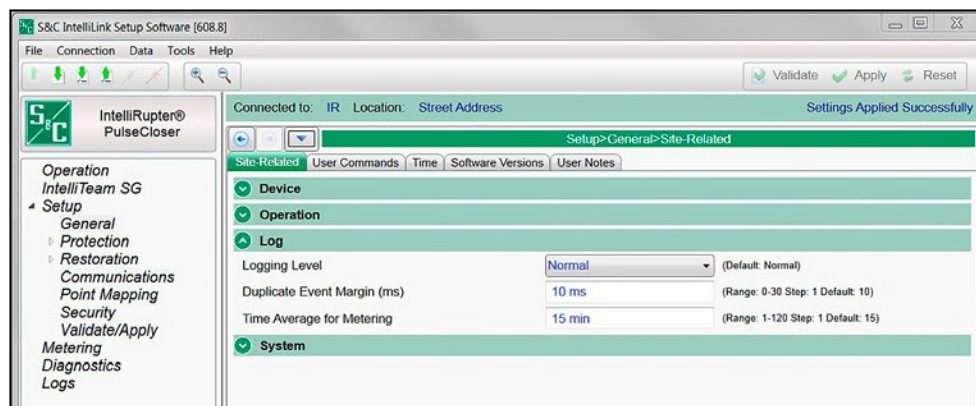 S&C IntelliLink Setup Software [608.8]
File Connection Data Tools Help
Validate Apply Reset
S&C
IntelliRupter®
PulseCloser
Connected to: IR Location: Street Address Settings Applied Successfully
Setup>General>Site-Related
Site-Related User Commands Time Software Versions User Notes
Operation
IntelliTeam SG
Setup
General
Protection
Restoration
Communications
Point Mapping
Security
Validate/Apply
Metering
Diagnostics
Logs
Device
Operation
Log
Logging Level Normal (Default: Normal)
Duplicate Event Margin (ms) 10 ms (Range: 0-30 Step: 1 Default: 10)
Time Average for Metering 15 min (Range: 1-120 Step: 1 Default: 15)
System